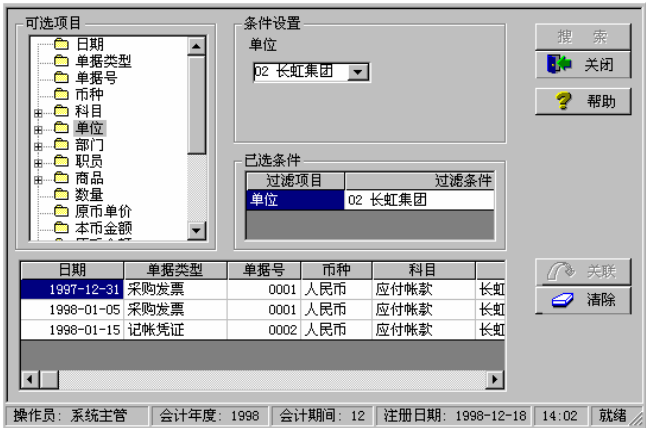 可选项目
日期
单据类型
单据号
币种
科目
单位
部门
职员
商品
数量
原币单价
本币金额
条件设置
单位
02 长虹集团
已选条件
过滤项目 过滤条件
单位 02 长虹集团
搜 索
关闭
帮助
日期 单据类型 单据号 币种 科目
1997-12-31 采购发票 0001 人民币 应付帐款 长虹
1998-01-05 采购发票 0001 人民币 应付帐款 长虹
1998-01-15 记帐凭证 0002 人民币 应付帐款 长虹
关联
清除
操作员: 系统主管 会计年度: 1998 会计期间: 12 注册日期: 1998-12-18 14:02 就绪